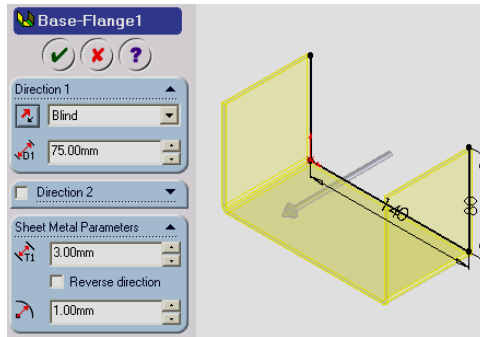 Base-Flange1
?
Direction 1
Blind
D1
75.00mm
Direction 2
Sheet Metal Parameters
T1
3.00mm
Reverse direction
1.00mm
140
80